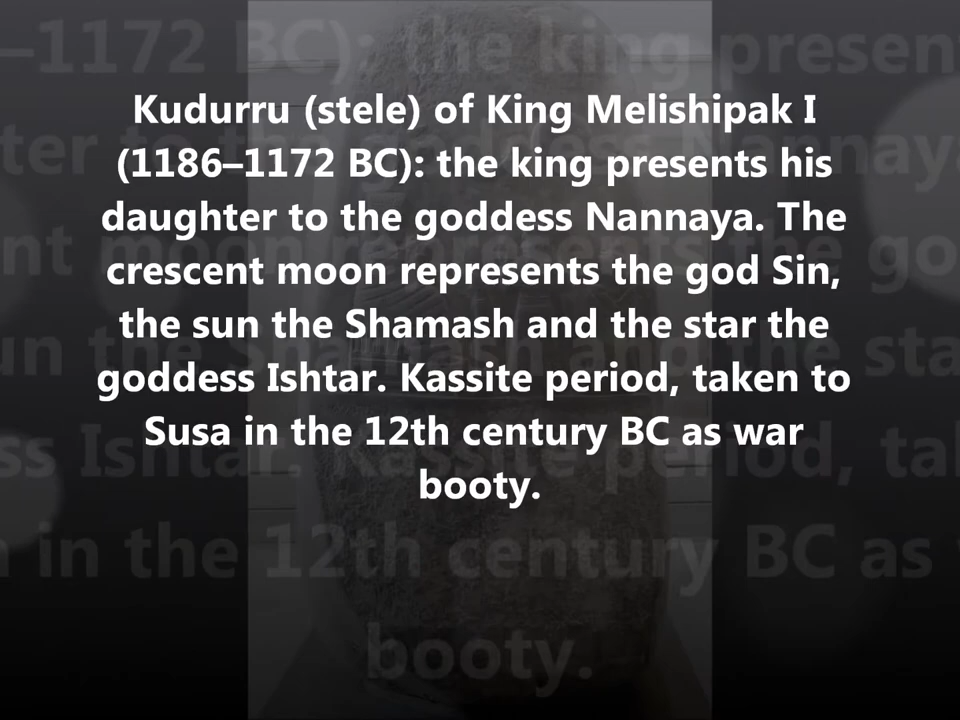 Kudurru (stele) of King Melishipak I
(1186–1172 BC): the king presents his
daughter to the goddess Nannaya. The
crescent moon represents the god Sin,
the sun the Shamash and the star the
goddess Ishtar. Kassite period, taken to
Susa in the 12th century BC as war
booty.